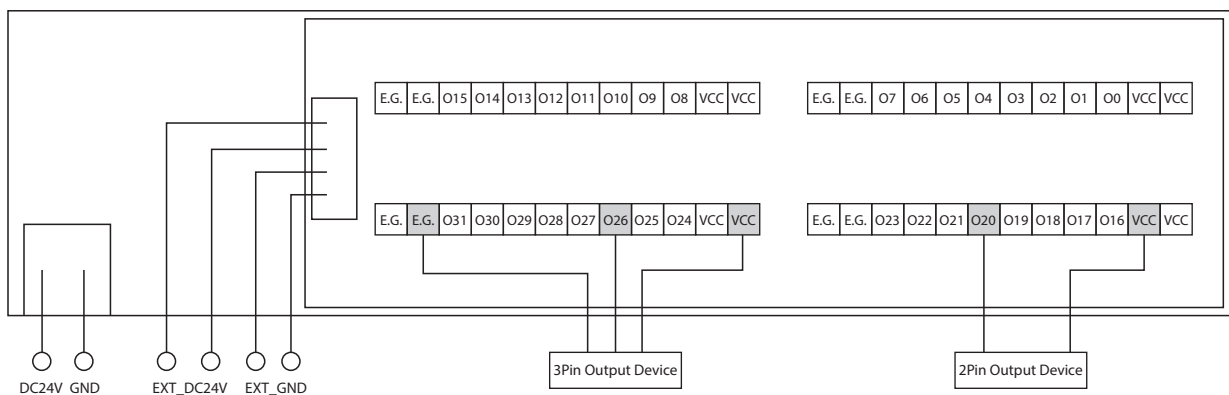 E.G. E.G. O15 O14 O13 O12 O11 O10 O9 O8 VCC VCC
E.G. E.G. O7 O6 O5 O4 O3 O2 O1 O0 VCC VCC
E.G. E.G. O31 O30 O29 O28 O27 O26 O25 O24 VCC VCC
E.G. E.G. O23 O22 O21 O20 O19 O18 O17 O16 VCC VCC
3Pin Output Device
2Pin Output Device
DC24V GND EXT_DC24V EXT_GND